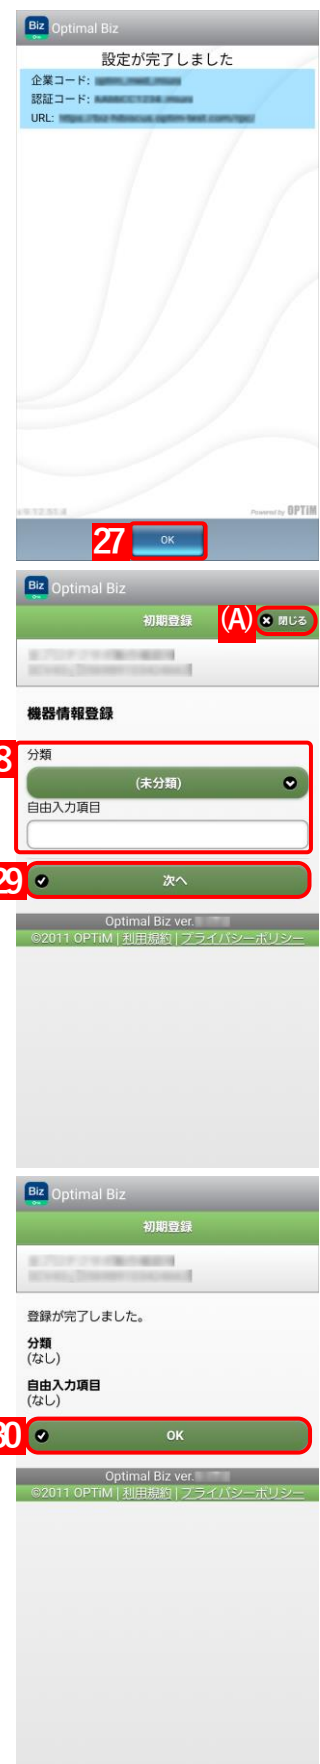 Biz Optimal Biz
設定が完了しました
企業コード:
認証コード:
URL:
Powered by OPTiM
27 OK
Biz Optimal Biz
初期登録 (A) 閉じる
機器情報登録
8 分類
(未分類)
自由入力項目
29 次へ
Optimal Biz ver.
©2011 OPTiM | 利用規約 | プライバシーポリシー
Biz Optimal Biz
初期登録
登録が完了しました。
分類
(なし)
自由入力項目
(なし)
30 OK
Optimal Biz ver.
©2011 OPTiM | 利用規約 | プライバシーポリシー